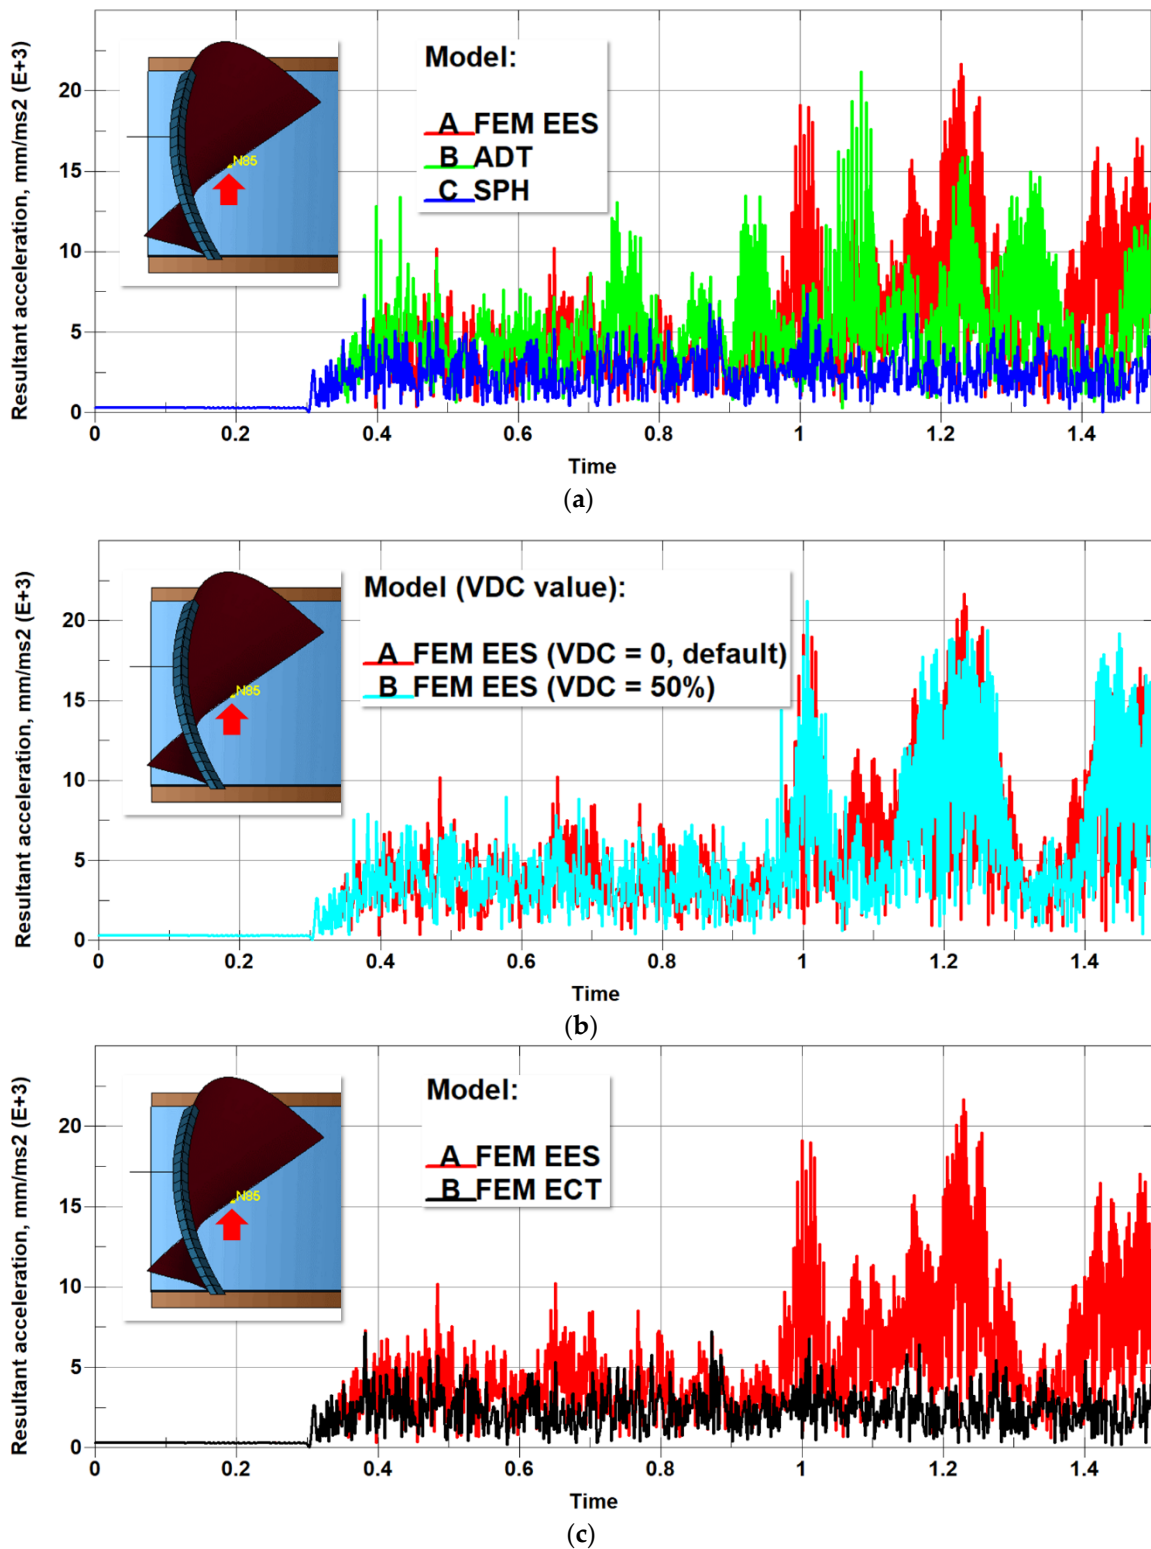 (a)
Resultant acceleration, mm/ms2 (E+3)
20
15
10
5
0
N85
Model:
A FEM EES
B ADT
C SPH
0 0.2 0.4 0.6 0.8 1 1.2 1.4
Time
(a)
Resultant acceleration, mm/ms2 (E+3)
20
15
10
5
0
N85
Model (VDC value):
A FEM EES (VDC = 0, default)
B FEM EES (VDC = 50%)
0 0.2 0.4 0.6 0.8 1 1.2 1.4
Time
(b)
Resultant acceleration, mm/ms2 (E+3)
20
15
10
5
0
N85
Model:
A FEM EES
B FEM ECT
0 0.2 0.4 0.6 0.8 1 1.2 1.4
Time
(c)